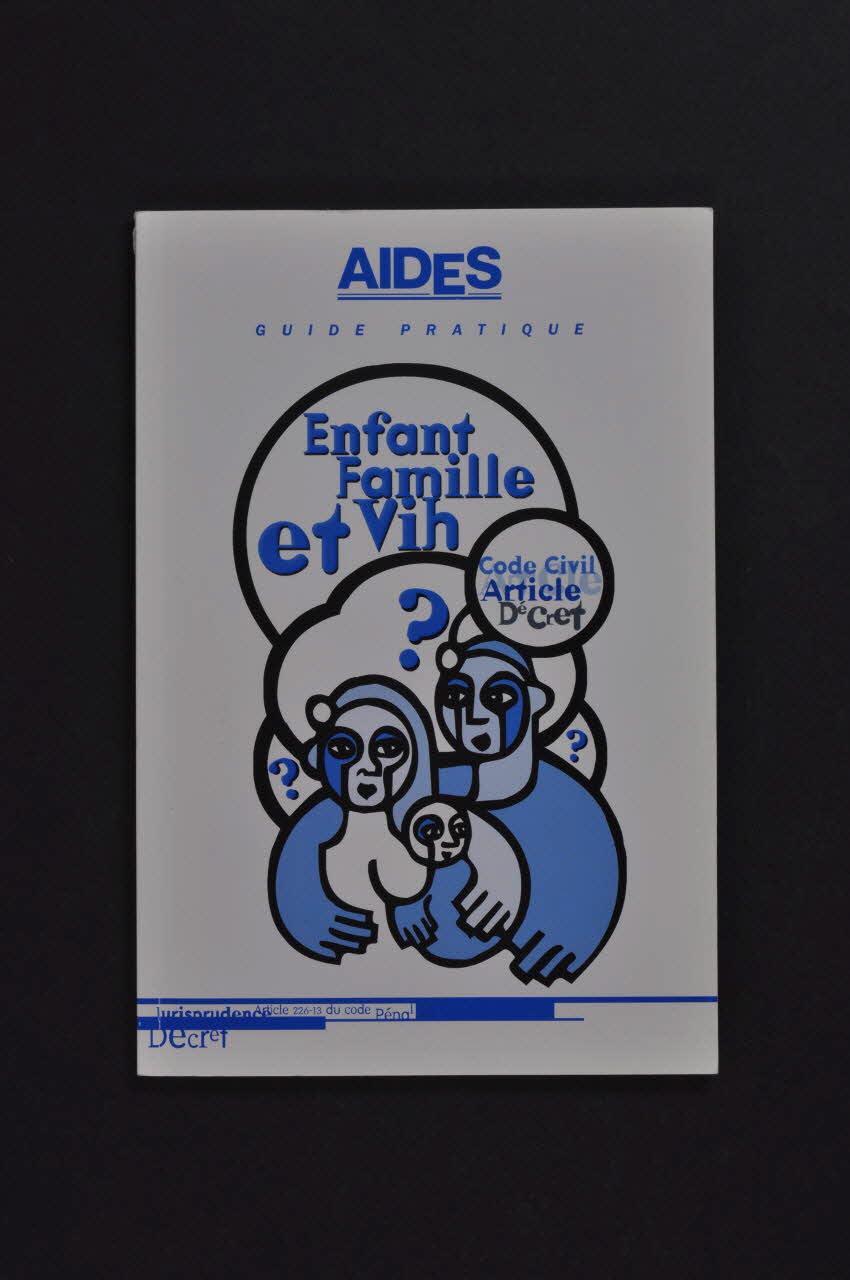 AIDES
GUIDE PRATIQUE
Enfant
Famille
et Vih
Code Civil
Article
Article
Décret
?
?
?
Jurisprudence Article 226-13 du code Pénal
Décret